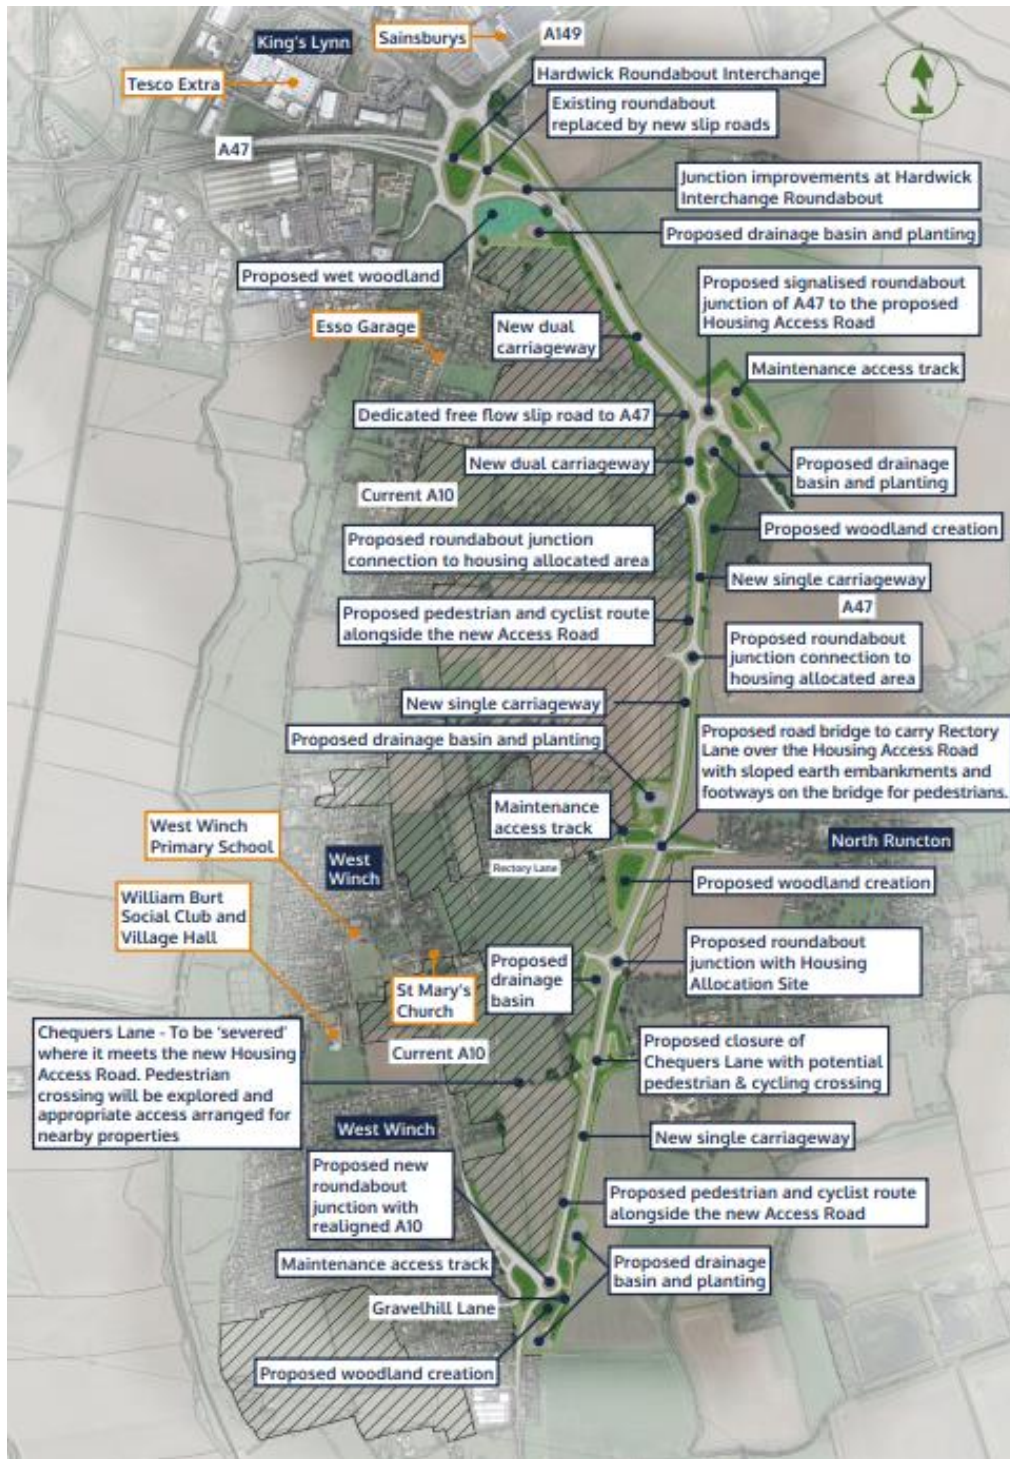 Sainsburys
A149
King's Lynn
Tesco Extra
Hardwick Roundabout Interchange
Existing roundabout
replaced by new slip roads
A47
Junction improvements at Hardwick
Interchange Roundabout
Proposed drainage basin and planting
Proposed wet woodland
Proposed signalised roundabout
junction of A47 to the proposed
Housing Access Road
Esso Garage
New dual
carriageway
Maintenance access track
Dedicated free flow slip road to A47
New dual carriageway
Proposed drainage
basin and planting
Current A10
Proposed woodland creation
Proposed roundabout junction
connection to housing allocated area
New single carriageway
A47
Proposed pedestrian and cyclist route
alongside the new Access Road
Proposed roundabout
junction connection to
housing allocated area
New single carriageway
Proposed drainage basin and planting
Proposed road bridge to carry Rectory
Lane over the Housing Access Road
with sloped earth embankments and
footways on the bridge for pedestrians.
Maintenance
access track
West Winch
Primary School
West
Winch
Rectory Lane
North Runcton
Proposed woodland creation
William Burt
Social Club and
Village Hall
Proposed roundabout
junction with Housing
Allocation Site
Proposed
drainage
basin
St Mary's
Church
Chequers Lane - To be 'severed'
where it meets the new Housing
Access Road. Pedestrian
crossing will be explored and
appropriate access arranged for
nearby properties
Current A10
Proposed closure of
Chequers Lane with potential
pedestrian & cycling crossing
West Winch
New single carriageway
Proposed new
roundabout
junction with
realigned A10
Proposed pedestrian and cyclist route
alongside the new Access Road
Maintenance access track
Proposed drainage
basin and planting
Gravelhill Lane
Proposed woodland creation
N